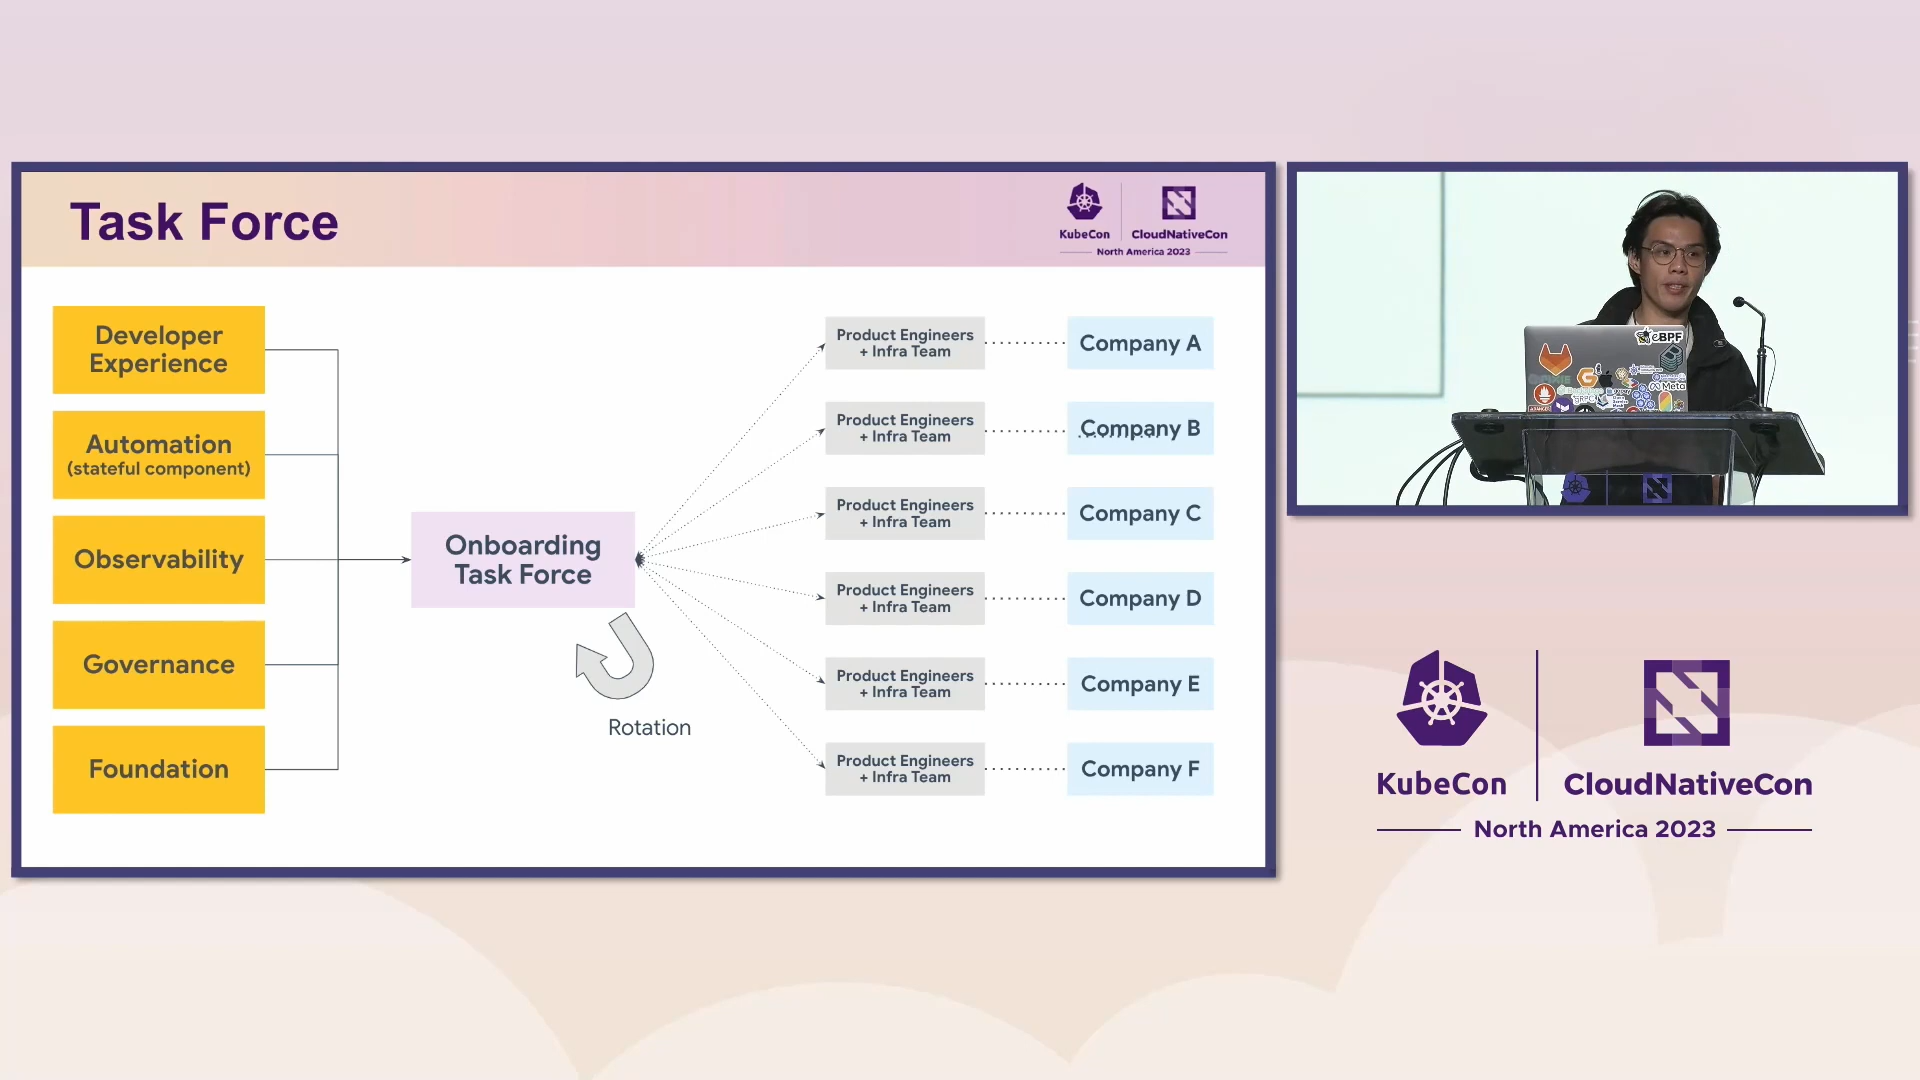 Task Force
KubeCon
CloudNativeCon
North America 2023
Developer
Experience
Automation
(stateful component)
Observability
Governance
Foundation
Onboarding
Task Force
Rotation
Product Engineers
+ Infra Team
Company A
Product Engineers
+ Infra Team
Company B
Product Engineers
+ Infra Team
Company C
Product Engineers
+ Infra Team
Company D
Product Engineers
+ Infra Team
Company E
Product Engineers
+ Infra Team
Company F
eBPF
Meta
KubeCon
CloudNativeCon
North America 2023